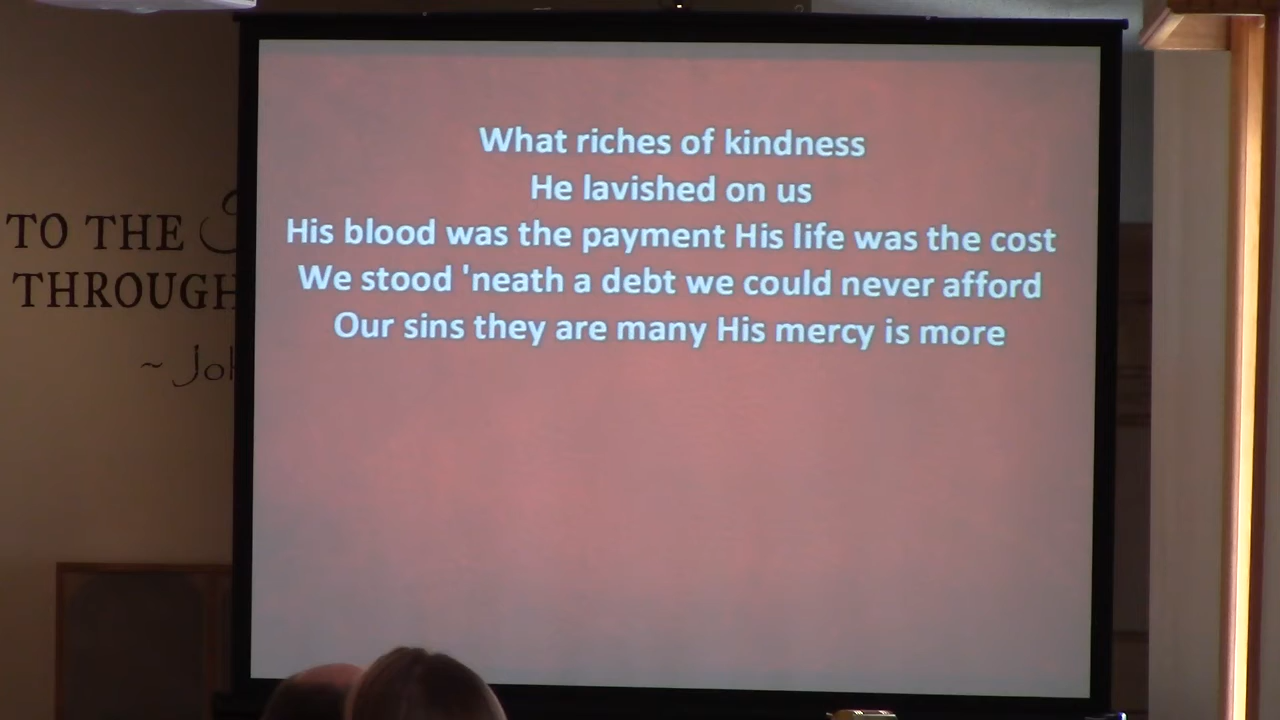 What riches of kindness
He lavished on us
His blood was the payment His life was the cost
We stood 'neath a debt we could never afford
Our sins they are many His mercy is more
TO THE
THROUGH
~